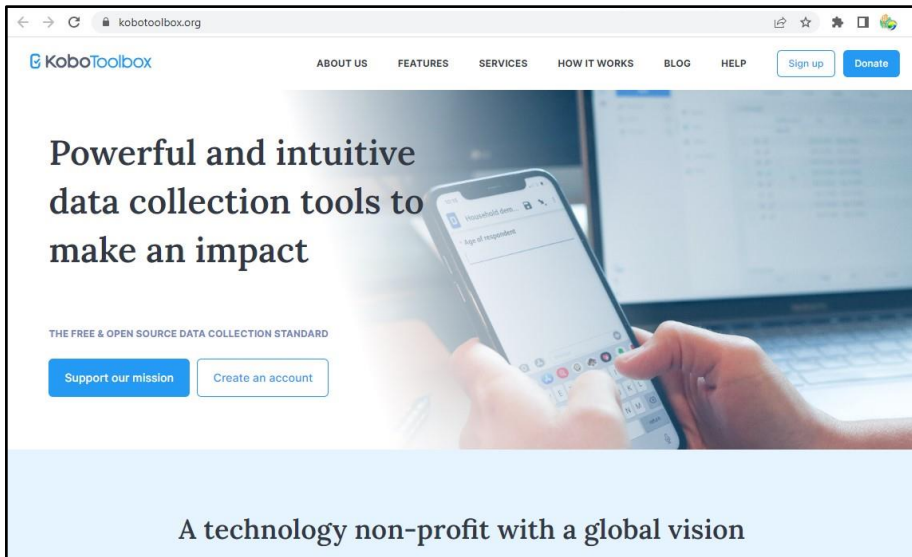 kobotoolbox.org
KoboToolbox
ABOUT US FEATURES SERVICES HOW IT WORKS BLOG HELP Sign up Donate
Powerful and intuitive
data collection tools to
make an impact
Household dem...
* Age of respondent
THE FREE & OPEN SOURCE DATA COLLECTION STANDARD
Support our mission Create an account
A technology non-profit with a global vision